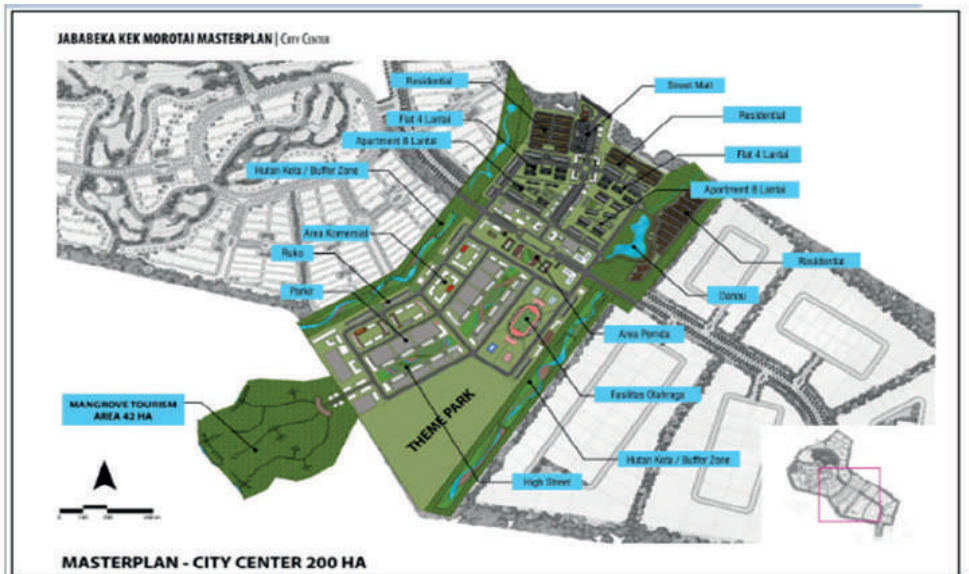 JABABEKA KEK MOROTAI MASTERPLAN | CITY CENTER
Residential
Street Mall
Flat 4 Lantai
Residential
Apartment 8 Lantai
Flat 4 Lantai
Hutan Kota / Buffer Zone
Apartment 8 Lantai
Area Komersial
Ruko
Residential
Parkir
Danau
Area Pemda
MANGROVE TOURISM
AREA 42 HA
THEME PARK
Fasilitas Olahraga
Hutan Kota / Buffer Zone
High Street
MASTERPLAN - CITY CENTER 200 HA